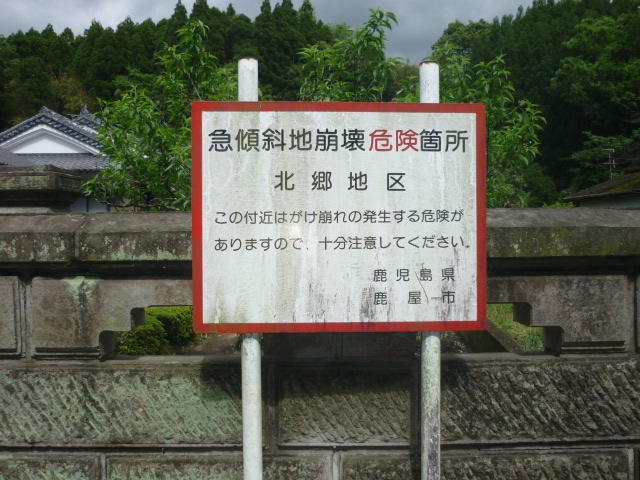 急傾斜地崩壊危険箇所
北郷地区
この付近はがけ崩れの発生する危険が
ありますので、十分注意してください。
鹿児島県
鹿屋市